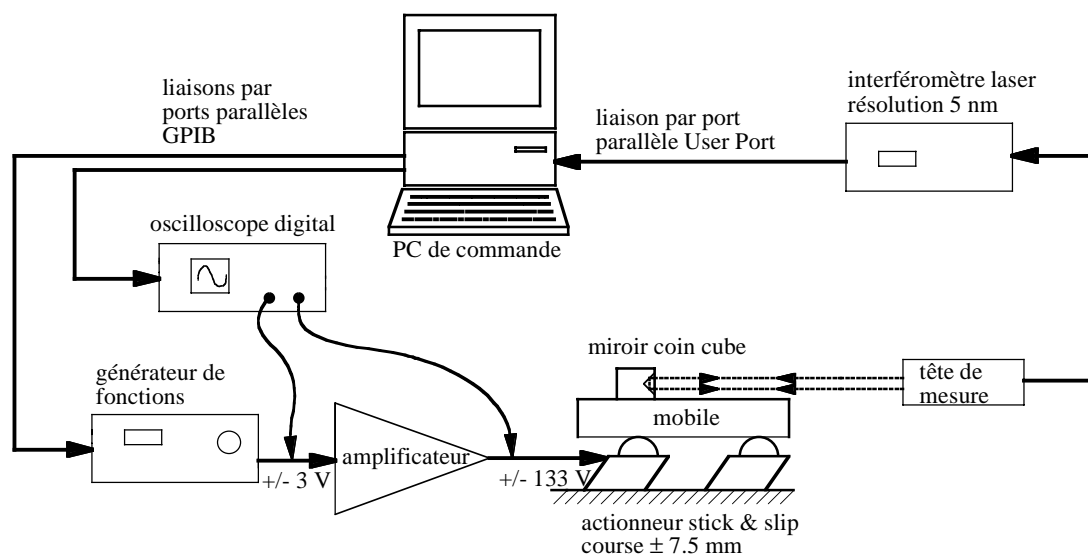 liaisons par
ports parallèles
GPIB
interféromètre laser
résolution 5 nm
liaison par port
parallèle User Port
oscilloscope digital
PC de commande
miroir coin cube
générateur de
fonctions
tête de
mesure
mobile
amplificateur
+/- 3 V
+/- 133 V
actionneur stick & slip
course ± 7.5 mm